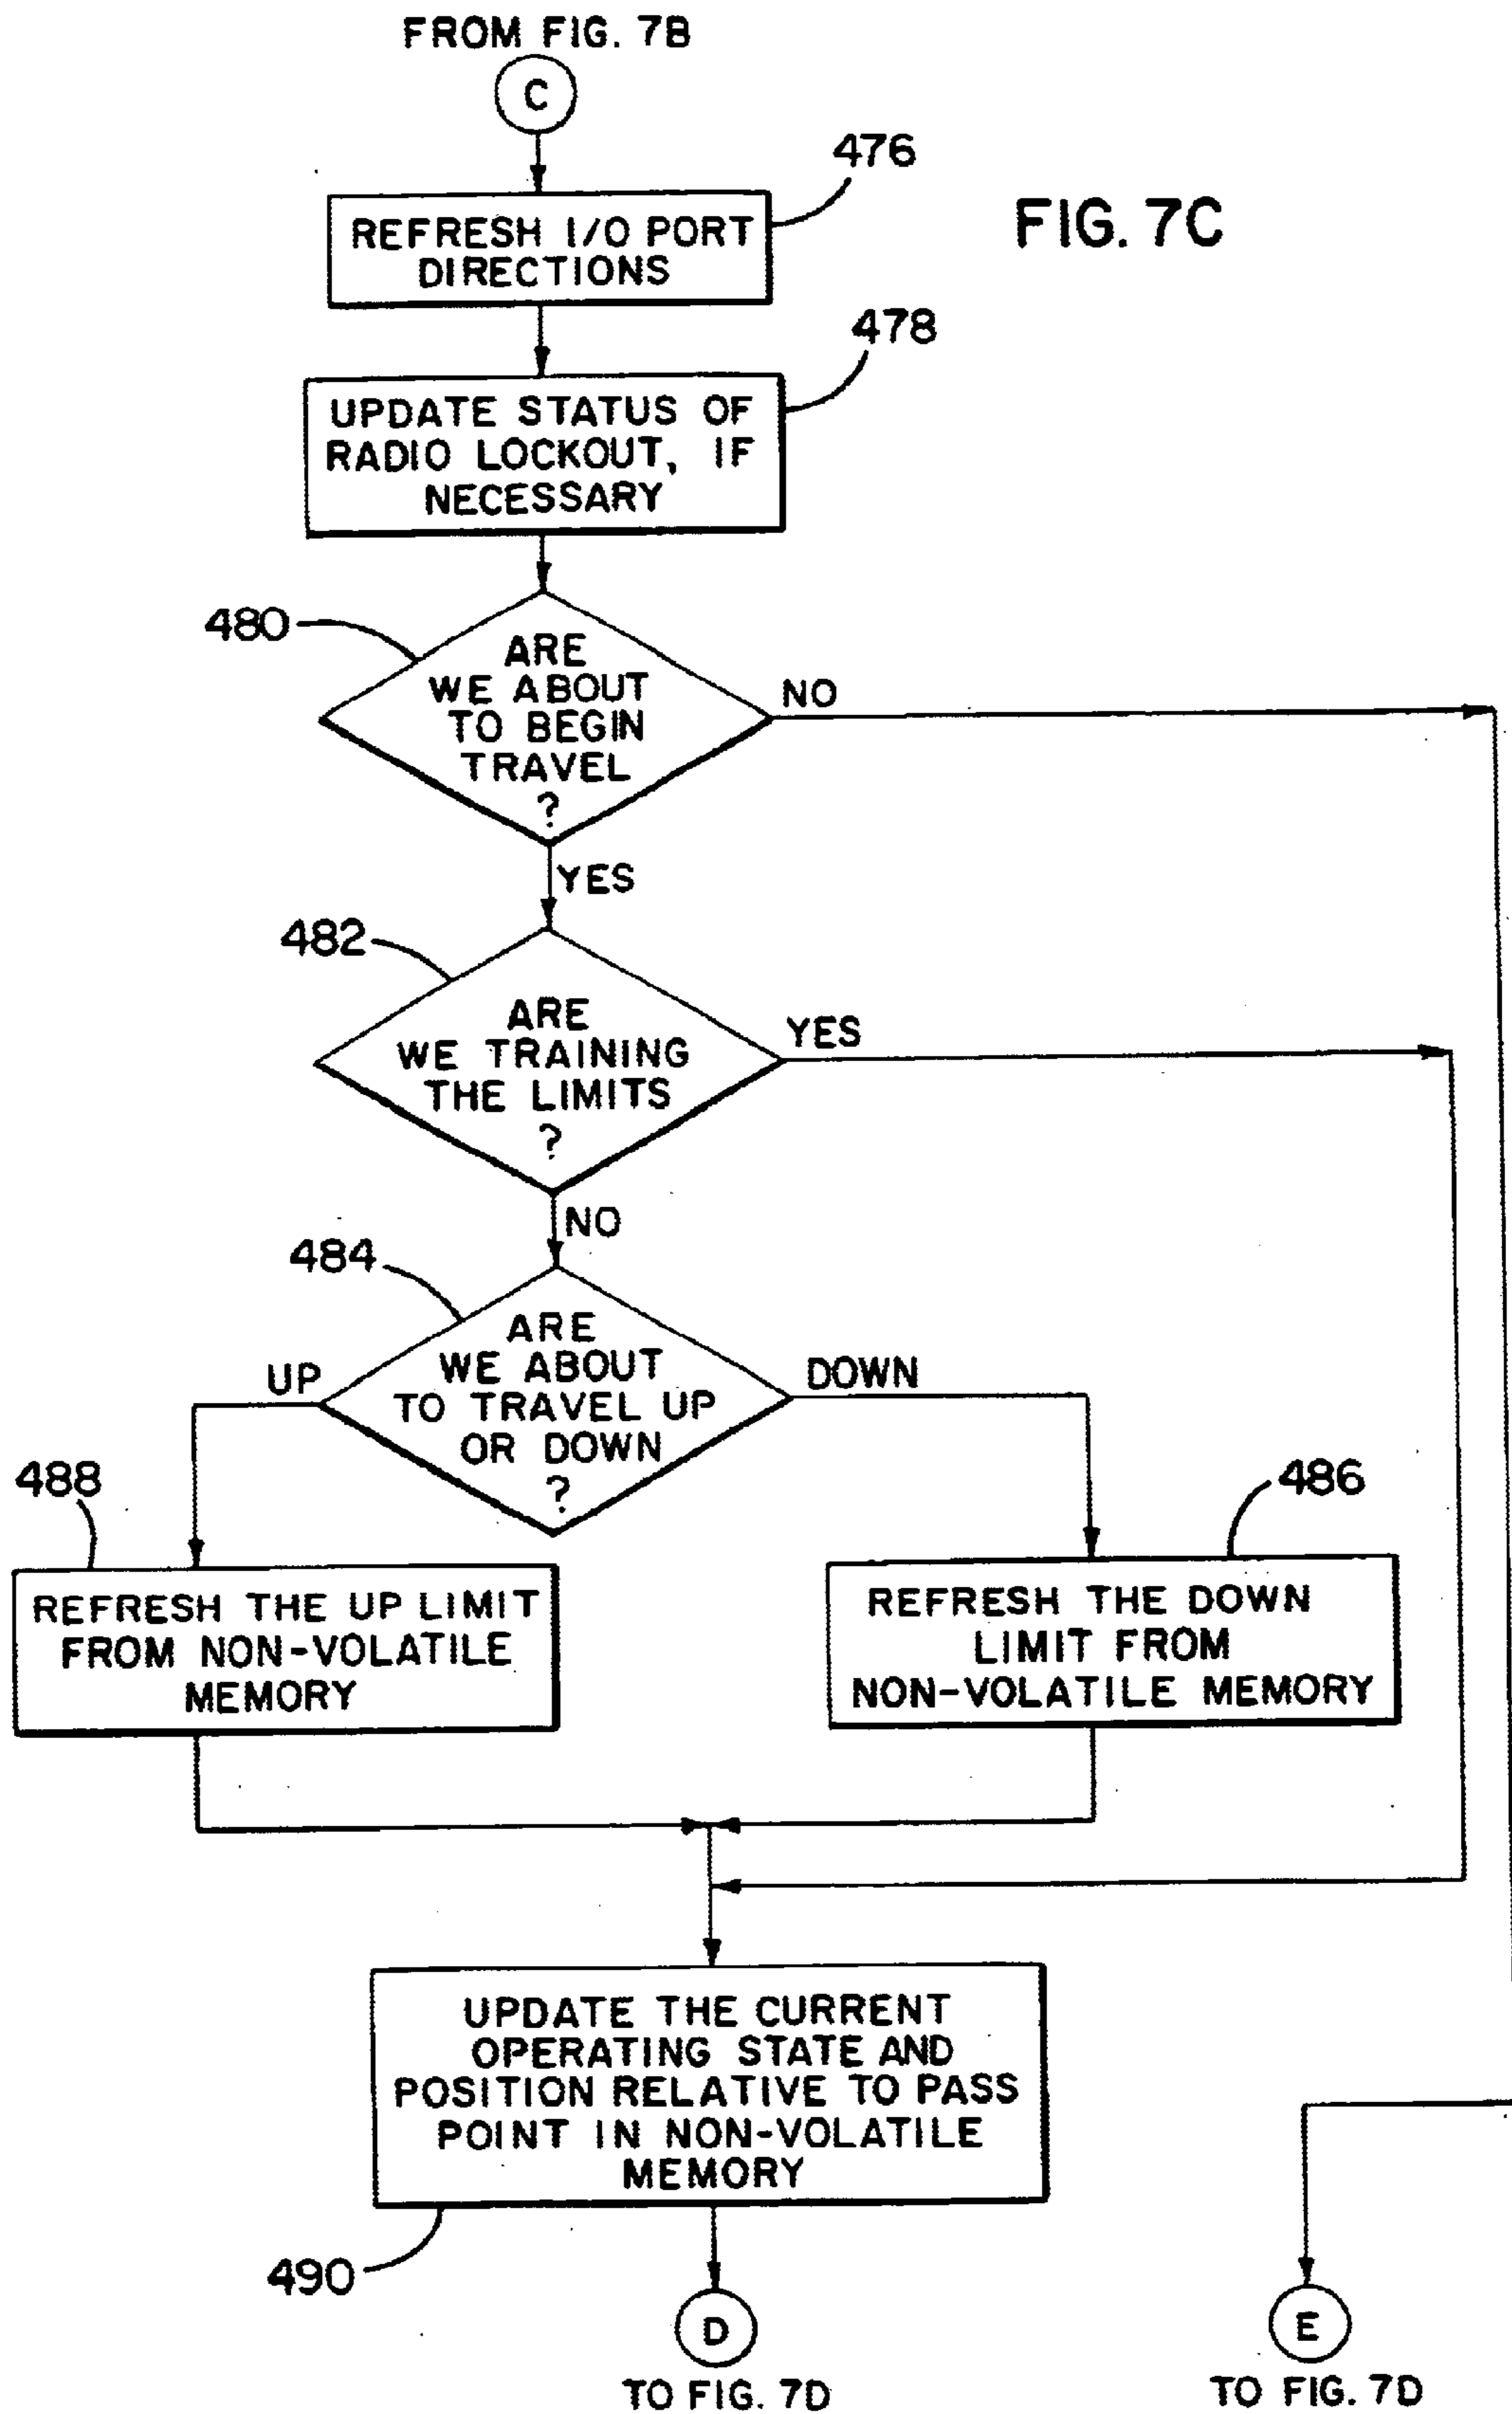 FROM FIG. 7B
C
476
REFRESH I/O PORT
DIRECTIONS
FIG. 7C
478
UPDATE STATUS OF
RADIO LOCKOUT, IF
NECESSARY
480
ARE
WE ABOUT
TO BEGIN
TRAVEL
?
NO
YES
482
ARE
WE TRAINING
THE LIMITS
?
YES
NO
484
ARE
WE ABOUT
TO TRAVEL UP
OR DOWN
?
UP
DOWN
488
REFRESH THE UP LIMIT
FROM NON-VOLATILE
MEMORY
486
REFRESH THE DOWN
LIMIT FROM
NON-VOLATILE MEMORY
UPDATE THE CURRENT
OPERATING STATE AND
POSITION RELATIVE TO PASS
POINT IN NON-VOLATILE
MEMORY
490
D
TO FIG. 7D
E
TO FIG. 7D